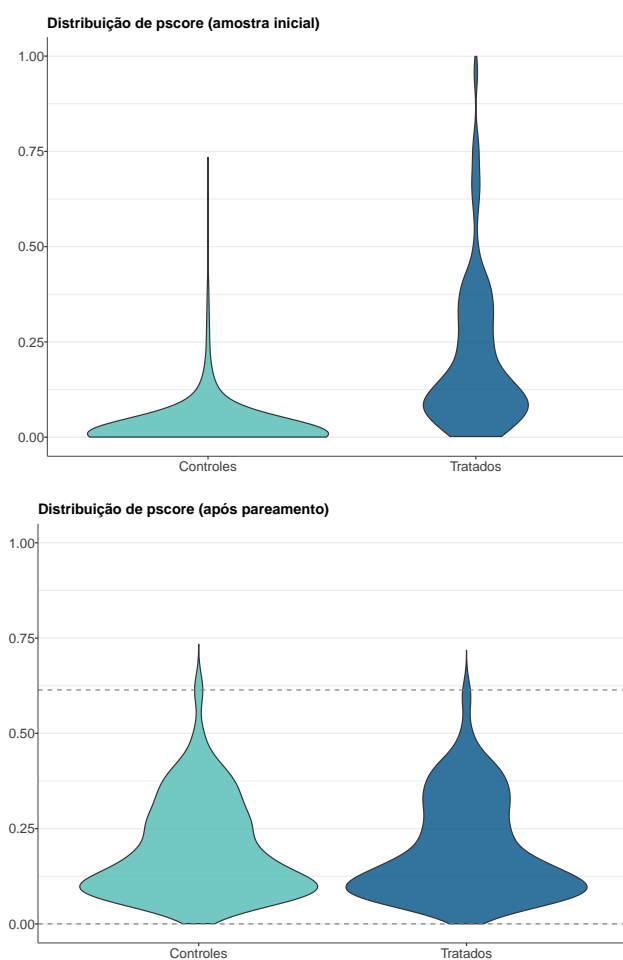 Distribuição de pscore (amostra inicial)
1.00
0.75
0.50
0.25
0.00
Controles Tratados
Distribuição de pscore (após pareamento)
1.00
0.75
0.50
0.25
0.00
Controles Tratados